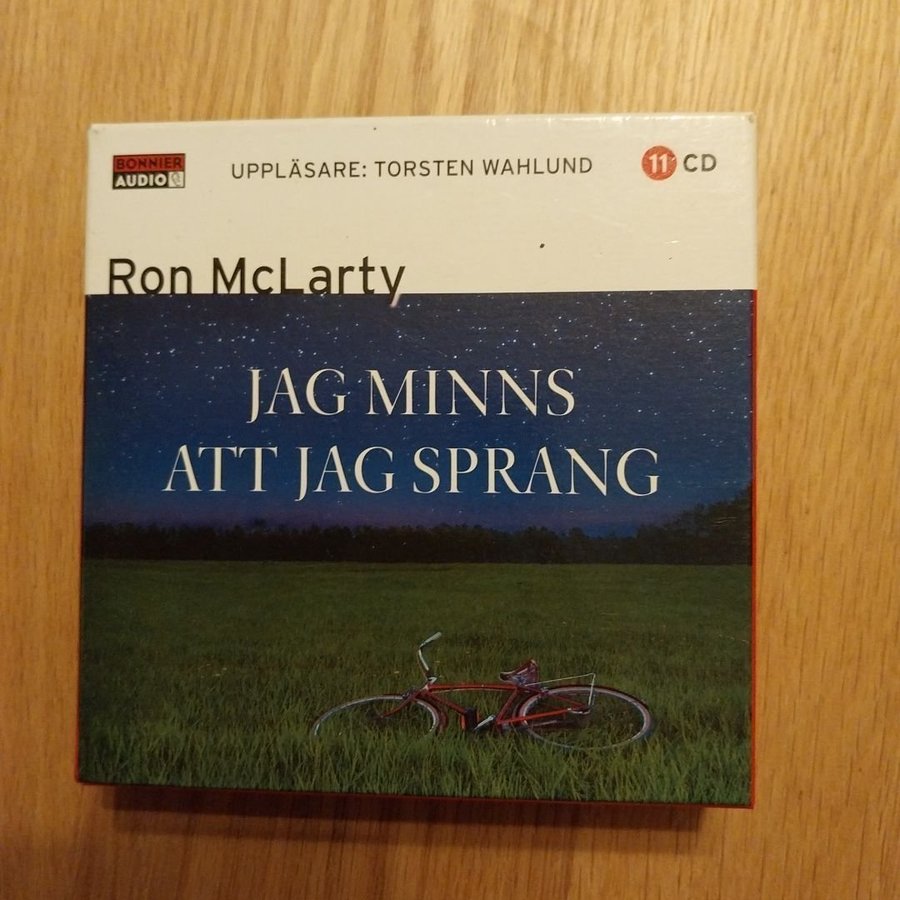 BONNIER
AUDIO
UPPLÄSARE: TORSTEN WAHLUND
11 CD
Ron McLarty
JAG MINNS
ATT JAG SPRANG